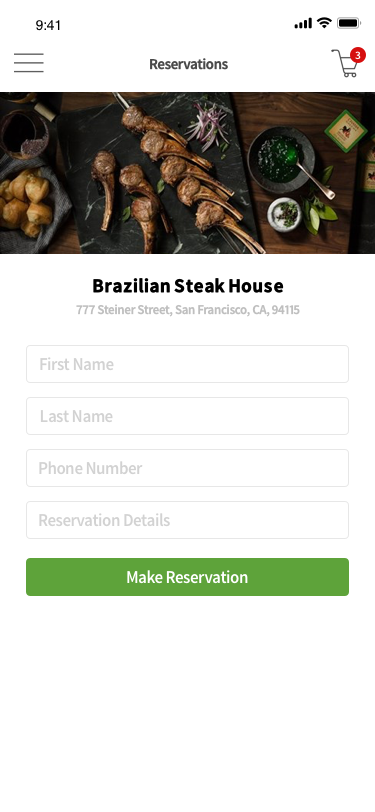 9:41
Reservations
3
Brazilian Steak House
777 Steiner Street, San Francisco, CA, 94115
First Name
Last Name
Phone Number
Reservation Details
Make Reservation